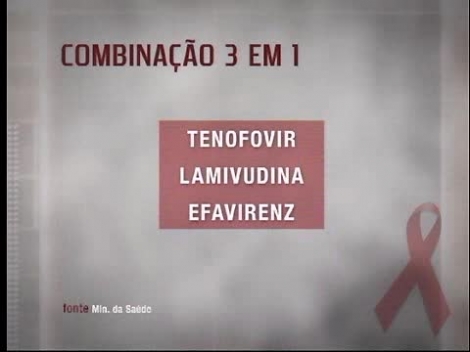 COMBINAÇÃO 3 EM 1
TENOFOVIR
LAMIVUDINA
EFAVIRENZ
fonte Min. da Saúde